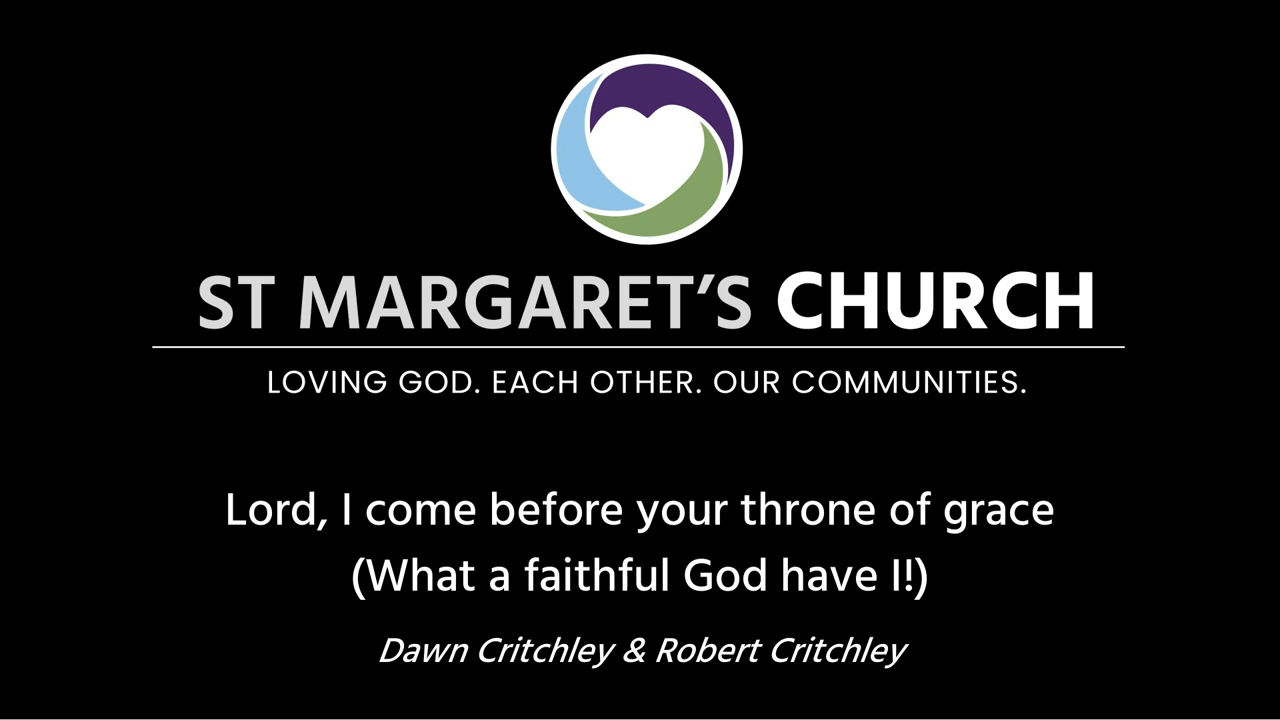 ST MARGARET’S CHURCH
LOVING GOD. EACH OTHER. OUR COMMUNITIES.
Lord, I come before your throne of grace
(What a faithful God have I!)
Dawn Critchley & Robert Critchley